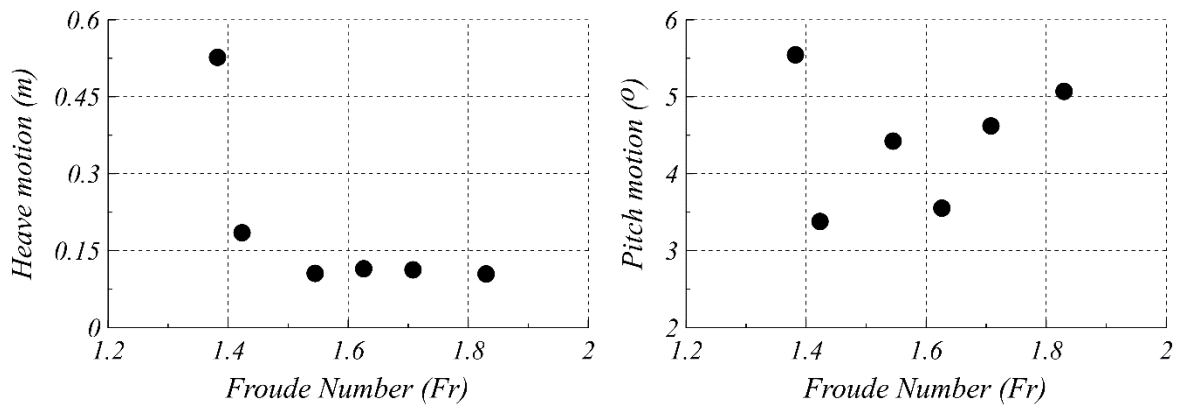 0.6
0.45
0.3
0.15
0
Heave motion (m)
1.2 1.4 1.6 1.8 2
Froude Number (Fr)
6
5
4
3
2
Pitch motion (º)
1.2 1.4 1.6 1.8 2
Froude Number (Fr)